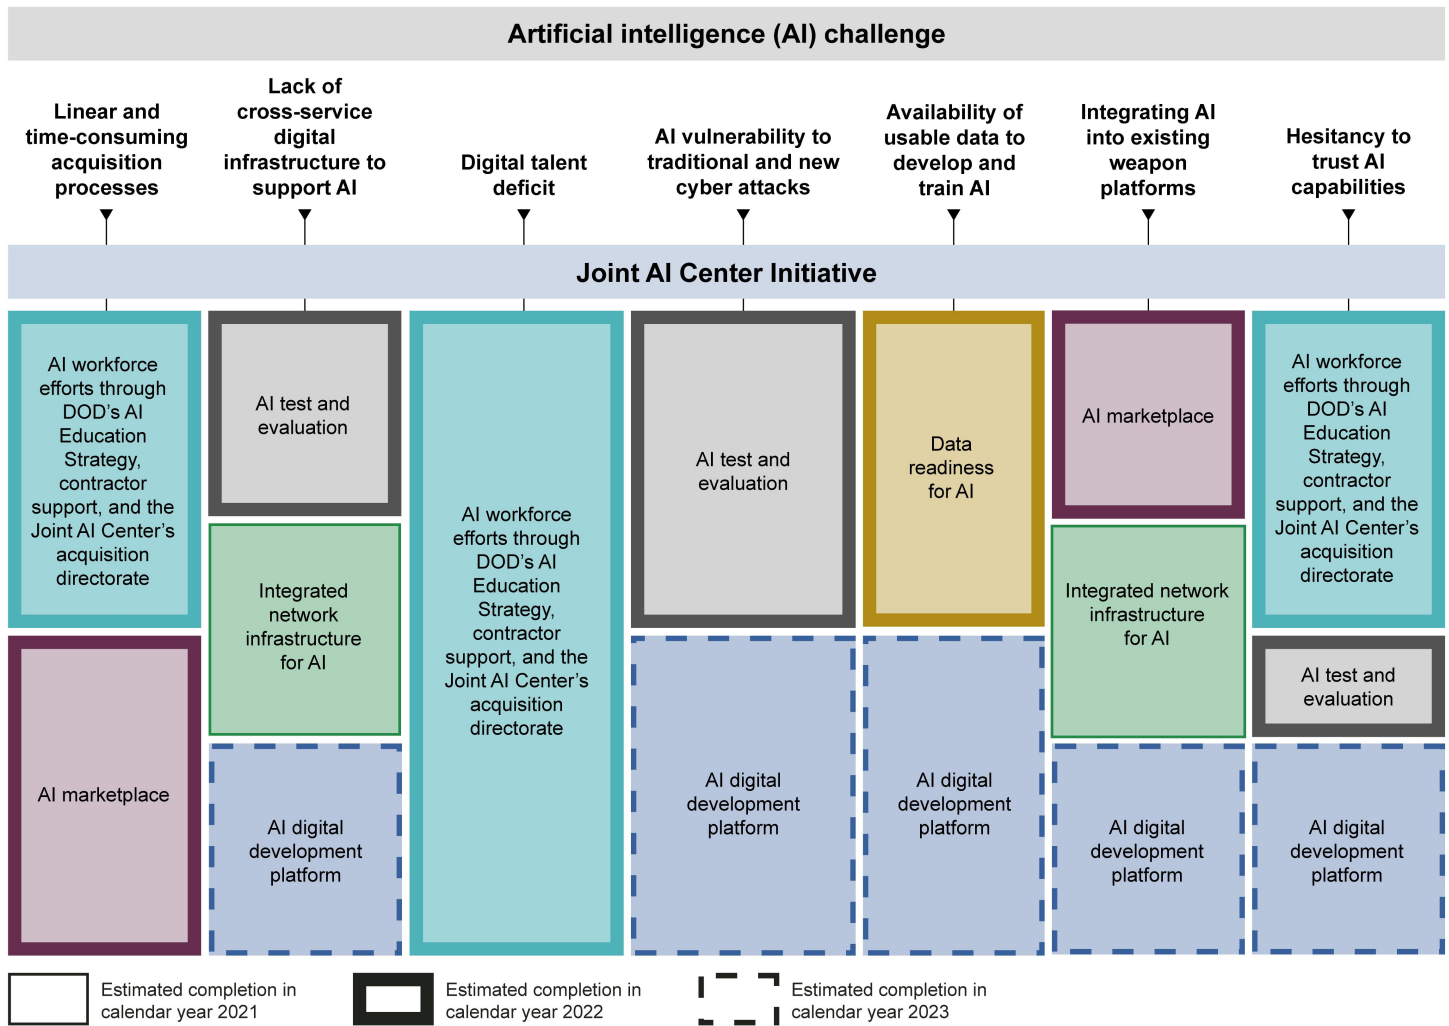 Artificial intelligence (AI) challenge
Linear and
time-consuming
acquisition
processes
Lack of
cross-service
digital
infrastructure to
support AI
Digital talent
deficit
AI vulnerability to
traditional and new
cyber attacks
Availability of
usable data to
develop and
train AI
Integrating AI
into existing
weapon
platforms
Hesitancy to
trust AI
capabilities
Joint AI Center Initiative
AI workforce
efforts through
DOD’s AI
Education
Strategy,
contractor
support, and the
Joint AI Center’s
acquisition
directorate
AI marketplace
AI test and
evaluation
Integrated
network
infrastructure
for AI
AI digital
development
platform
AI workforce
efforts through
DOD’s AI
Education
Strategy,
contractor
support, and the
Joint AI Center’s
acquisition
directorate
AI test and
evaluation
AI digital
development
platform
Data
readiness
for AI
AI digital
development
platform
AI marketplace
Integrated network
infrastructure
for AI
AI digital
development
platform
AI workforce
efforts through
DOD’s AI
Education
Strategy,
contractor
support, and the
Joint AI Center’s
acquisition
directorate
AI test and
evaluation
AI digital
development
platform
Estimated completion in
calendar year 2021
Estimated completion in
calendar year 2022
Estimated completion in
calendar year 2023